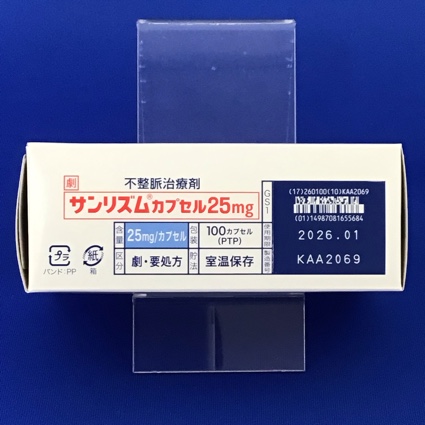 劇
不整脈治療剤
サンリズム®カプセル25mg
含量
25mg/カプセル
包装
100カプセル
(PTP)
区分
劇・要処方
貯法
室温保存
プラ
バンド:PP
紙
箱
GS1
(17)260100(10)KAA2069
(01)14987081655684
使用期限
2026.01
製造番号
KAA2069